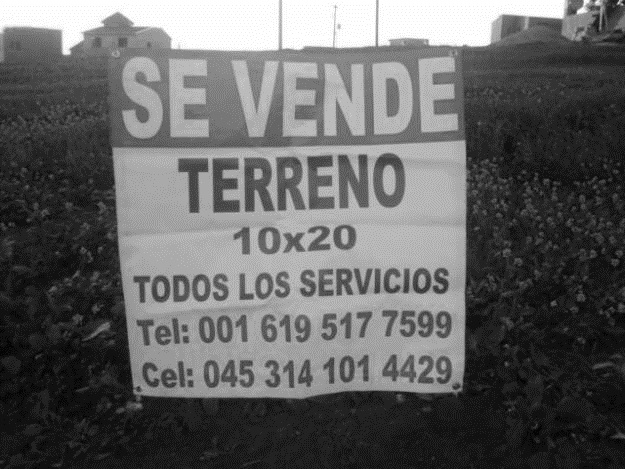 SE VENDE
TERRENO
10x20
TODOS LOS SERVICIOS
Tel: 001 619 517 7599
Cel: 045 314 101 4429